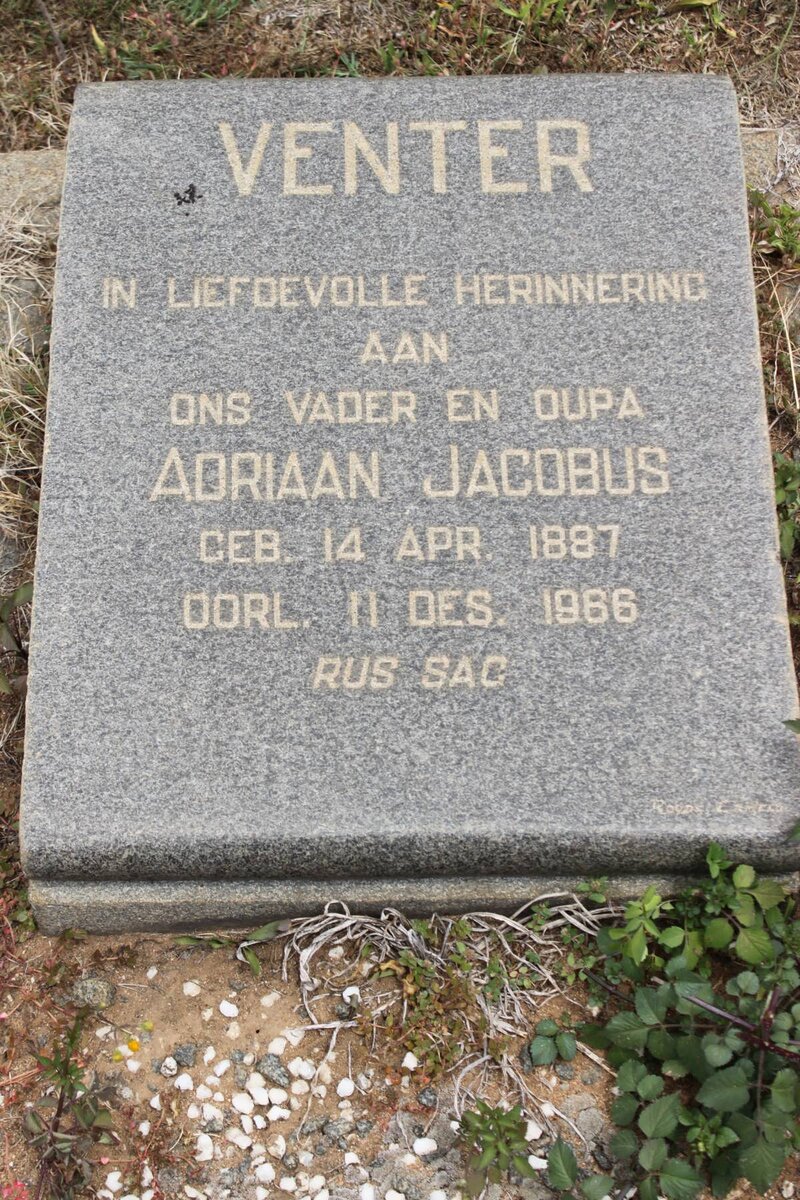 VENTER
IN LIEFDEVOLLE HERINNERING
AAN
ONS VADER EN OUPA
ADRIAAN JACOBUS
GEB. 14 APR. 1887
OORL. 11 DES. 1966
RUS SAG